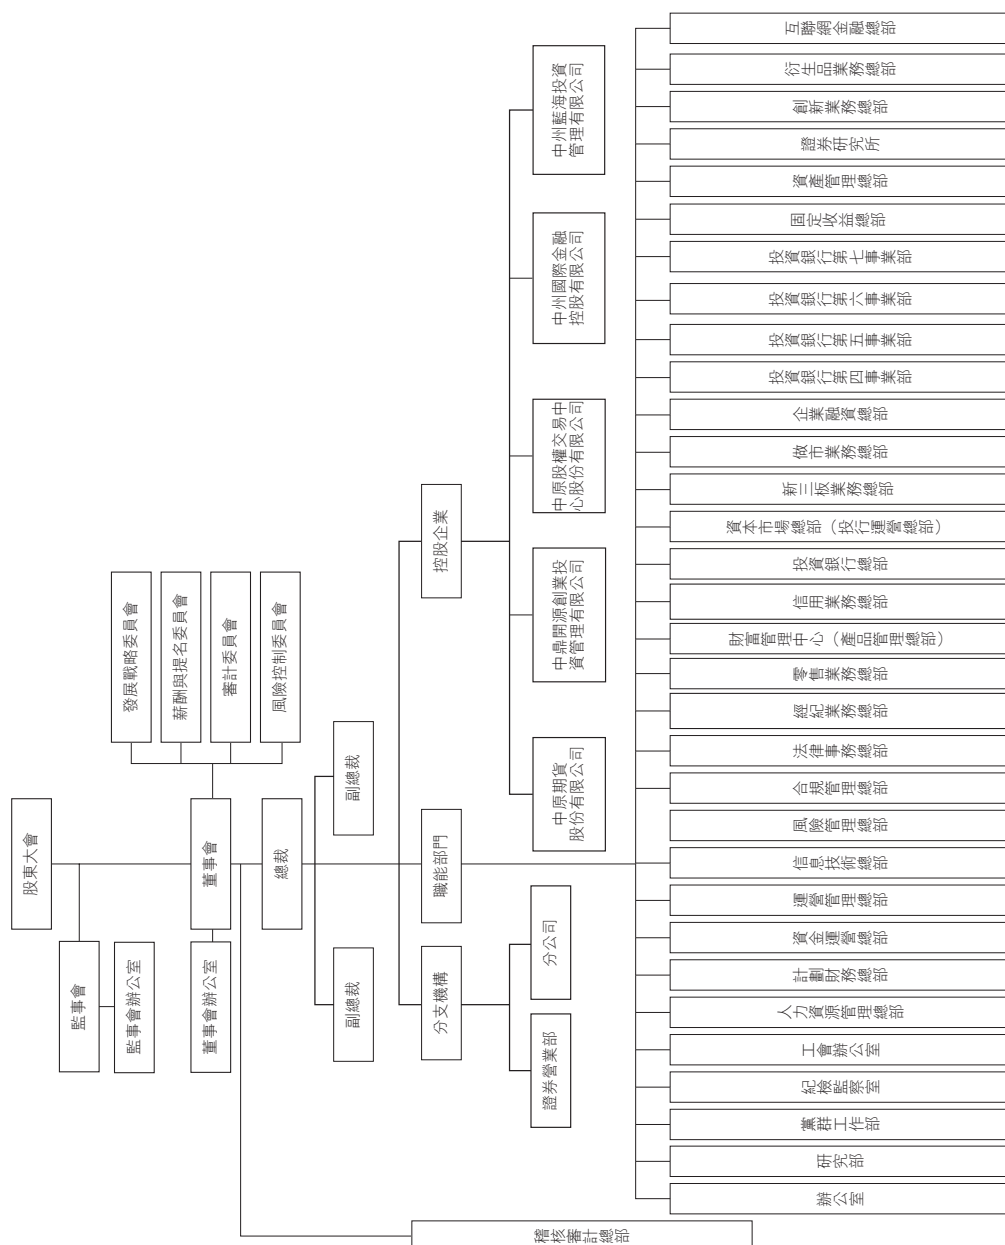 股東大會
監事會
監事會辦公室
董事會
董事會辦公室
發展戰略委員會
薪酬與提名委員會
審計委員會
風險控制委員會
總裁
副總裁
副總裁
分支機構
職能部門
控股企業
證券營業部
分公司
中原期貨
股份有限公司
中鼎開源創業投
資管理有限公司
中原股權交易中
心股份有限公司
中州國際金融
控股有限公司
中州藍海投資
管理有限公司
稽核審計總部
辦公室
研究部
黨群工作部
紀檢監察室
工會辦公室
人力資源管理總部
計劃財務總部
資金運營總部
運營管理總部
信息技術總部
風險管理總部
合規管理總部
法律事務總部
經紀業務總部
零售業務總部
財富管理中心（產品管理總部）
信用業務總部
投資銀行總部
資本市場總部（投行運營總部）
新三板業務總部
做市業務總部
企業融資總部
投資銀行第四事業部
投資銀行第五事業部
投資銀行第六事業部
投資銀行第七事業部
固定收益總部
資產管理總部
證券研究所
創新業務總部
衍生品業務總部
互聯網金融總部